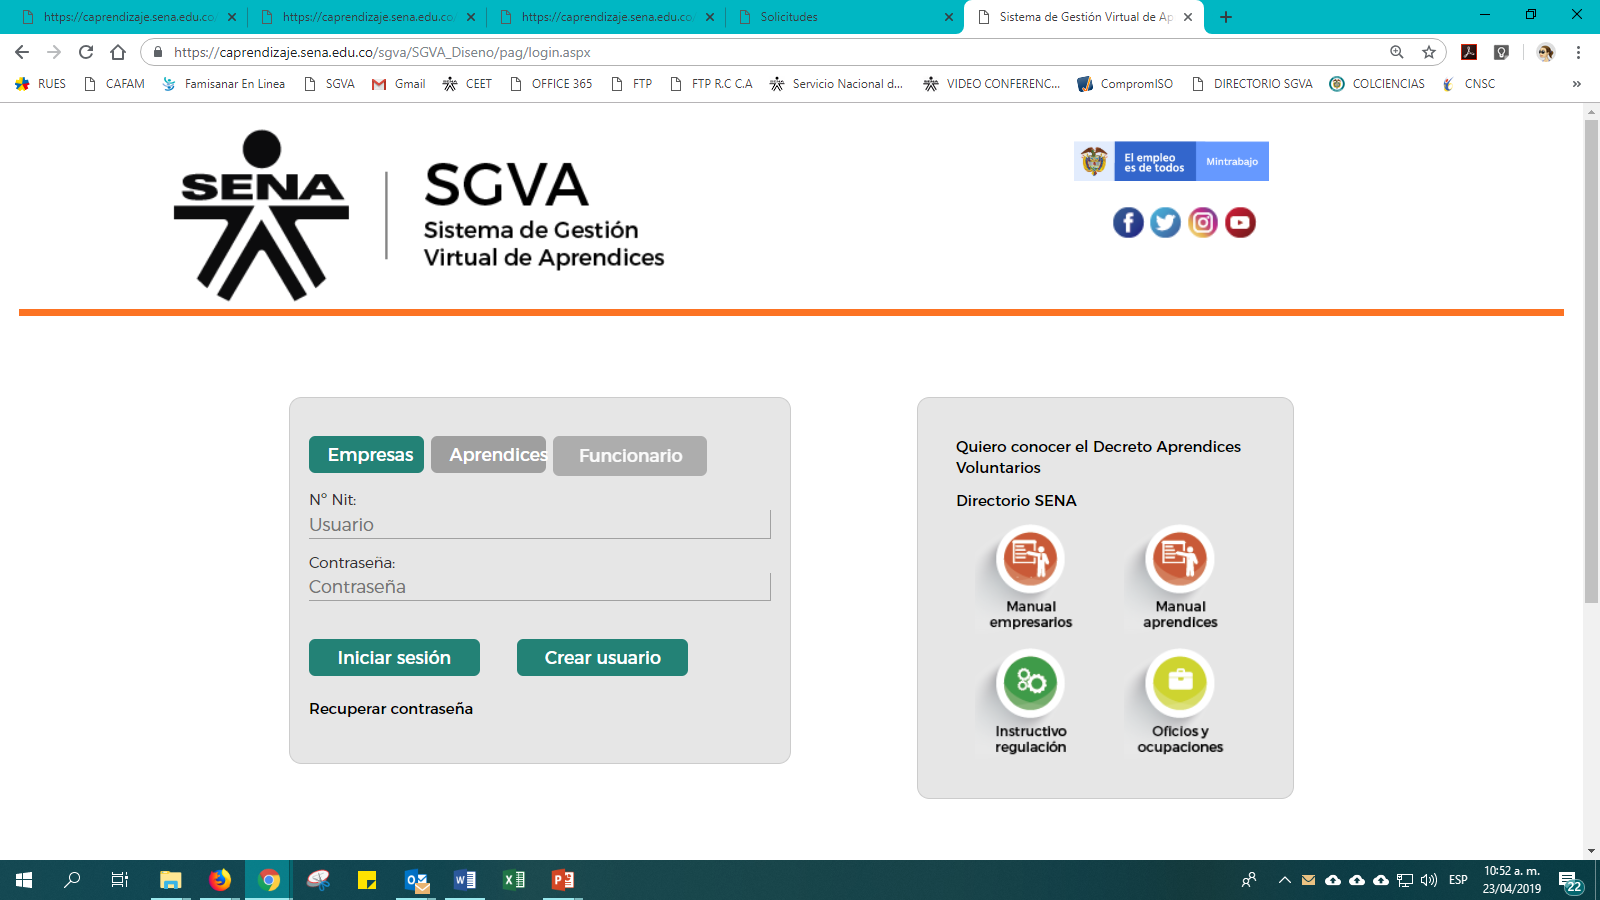 https://caprendizaje.sena.edu.co
https://caprendizaje.sena.edu.co
https://caprendizaje.sena.edu.co
Solicitudes
Sistema de Gestión Virtual de Ap
https://caprendizaje.sena.edu.co/sgva/SGVA_Diseno/pag/login.aspx
RUES
CAFAM
Famisanar En Linea
SGVA
Gmail
CEET
OFFICE 365
FTP
FTP R.C C.A
Servicio Nacional d...
VIDEO CONFERENC...
CompromISO
DIRECTORIO SGVA
COLCIENCIAS
CNSC
SENA
SGVA
Sistema de Gestión
Virtual de Aprendices
El empleo
es de todos
Mintrabajo
Empresas
Aprendices
Funcionario
N° Nit:
Usuario
Contraseña:
Contraseña
Iniciar sesión
Crear usuario
Recuperar contraseña
Quiero conocer el Decreto Aprendices
Voluntarios
Directorio SENA
Manual
empresarios
Manual
aprendices
Instructivo
regulación
Oficios y
ocupaciones
ESP
10:52 a. m.
23/04/2019
22